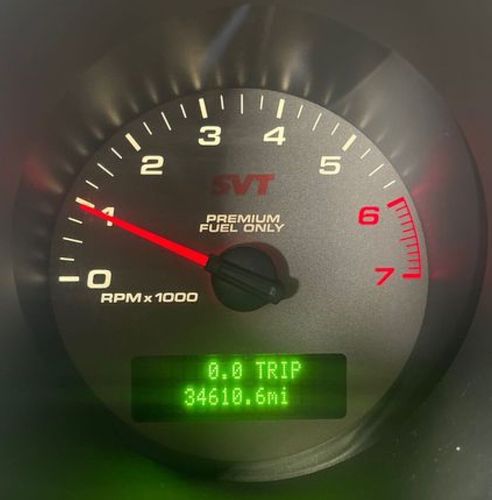 3 4
2 5
SVT
1 6
PREMIUM
FUEL ONLY
0 7
RPM x 1000
0.0 TRIP
34610.6mi